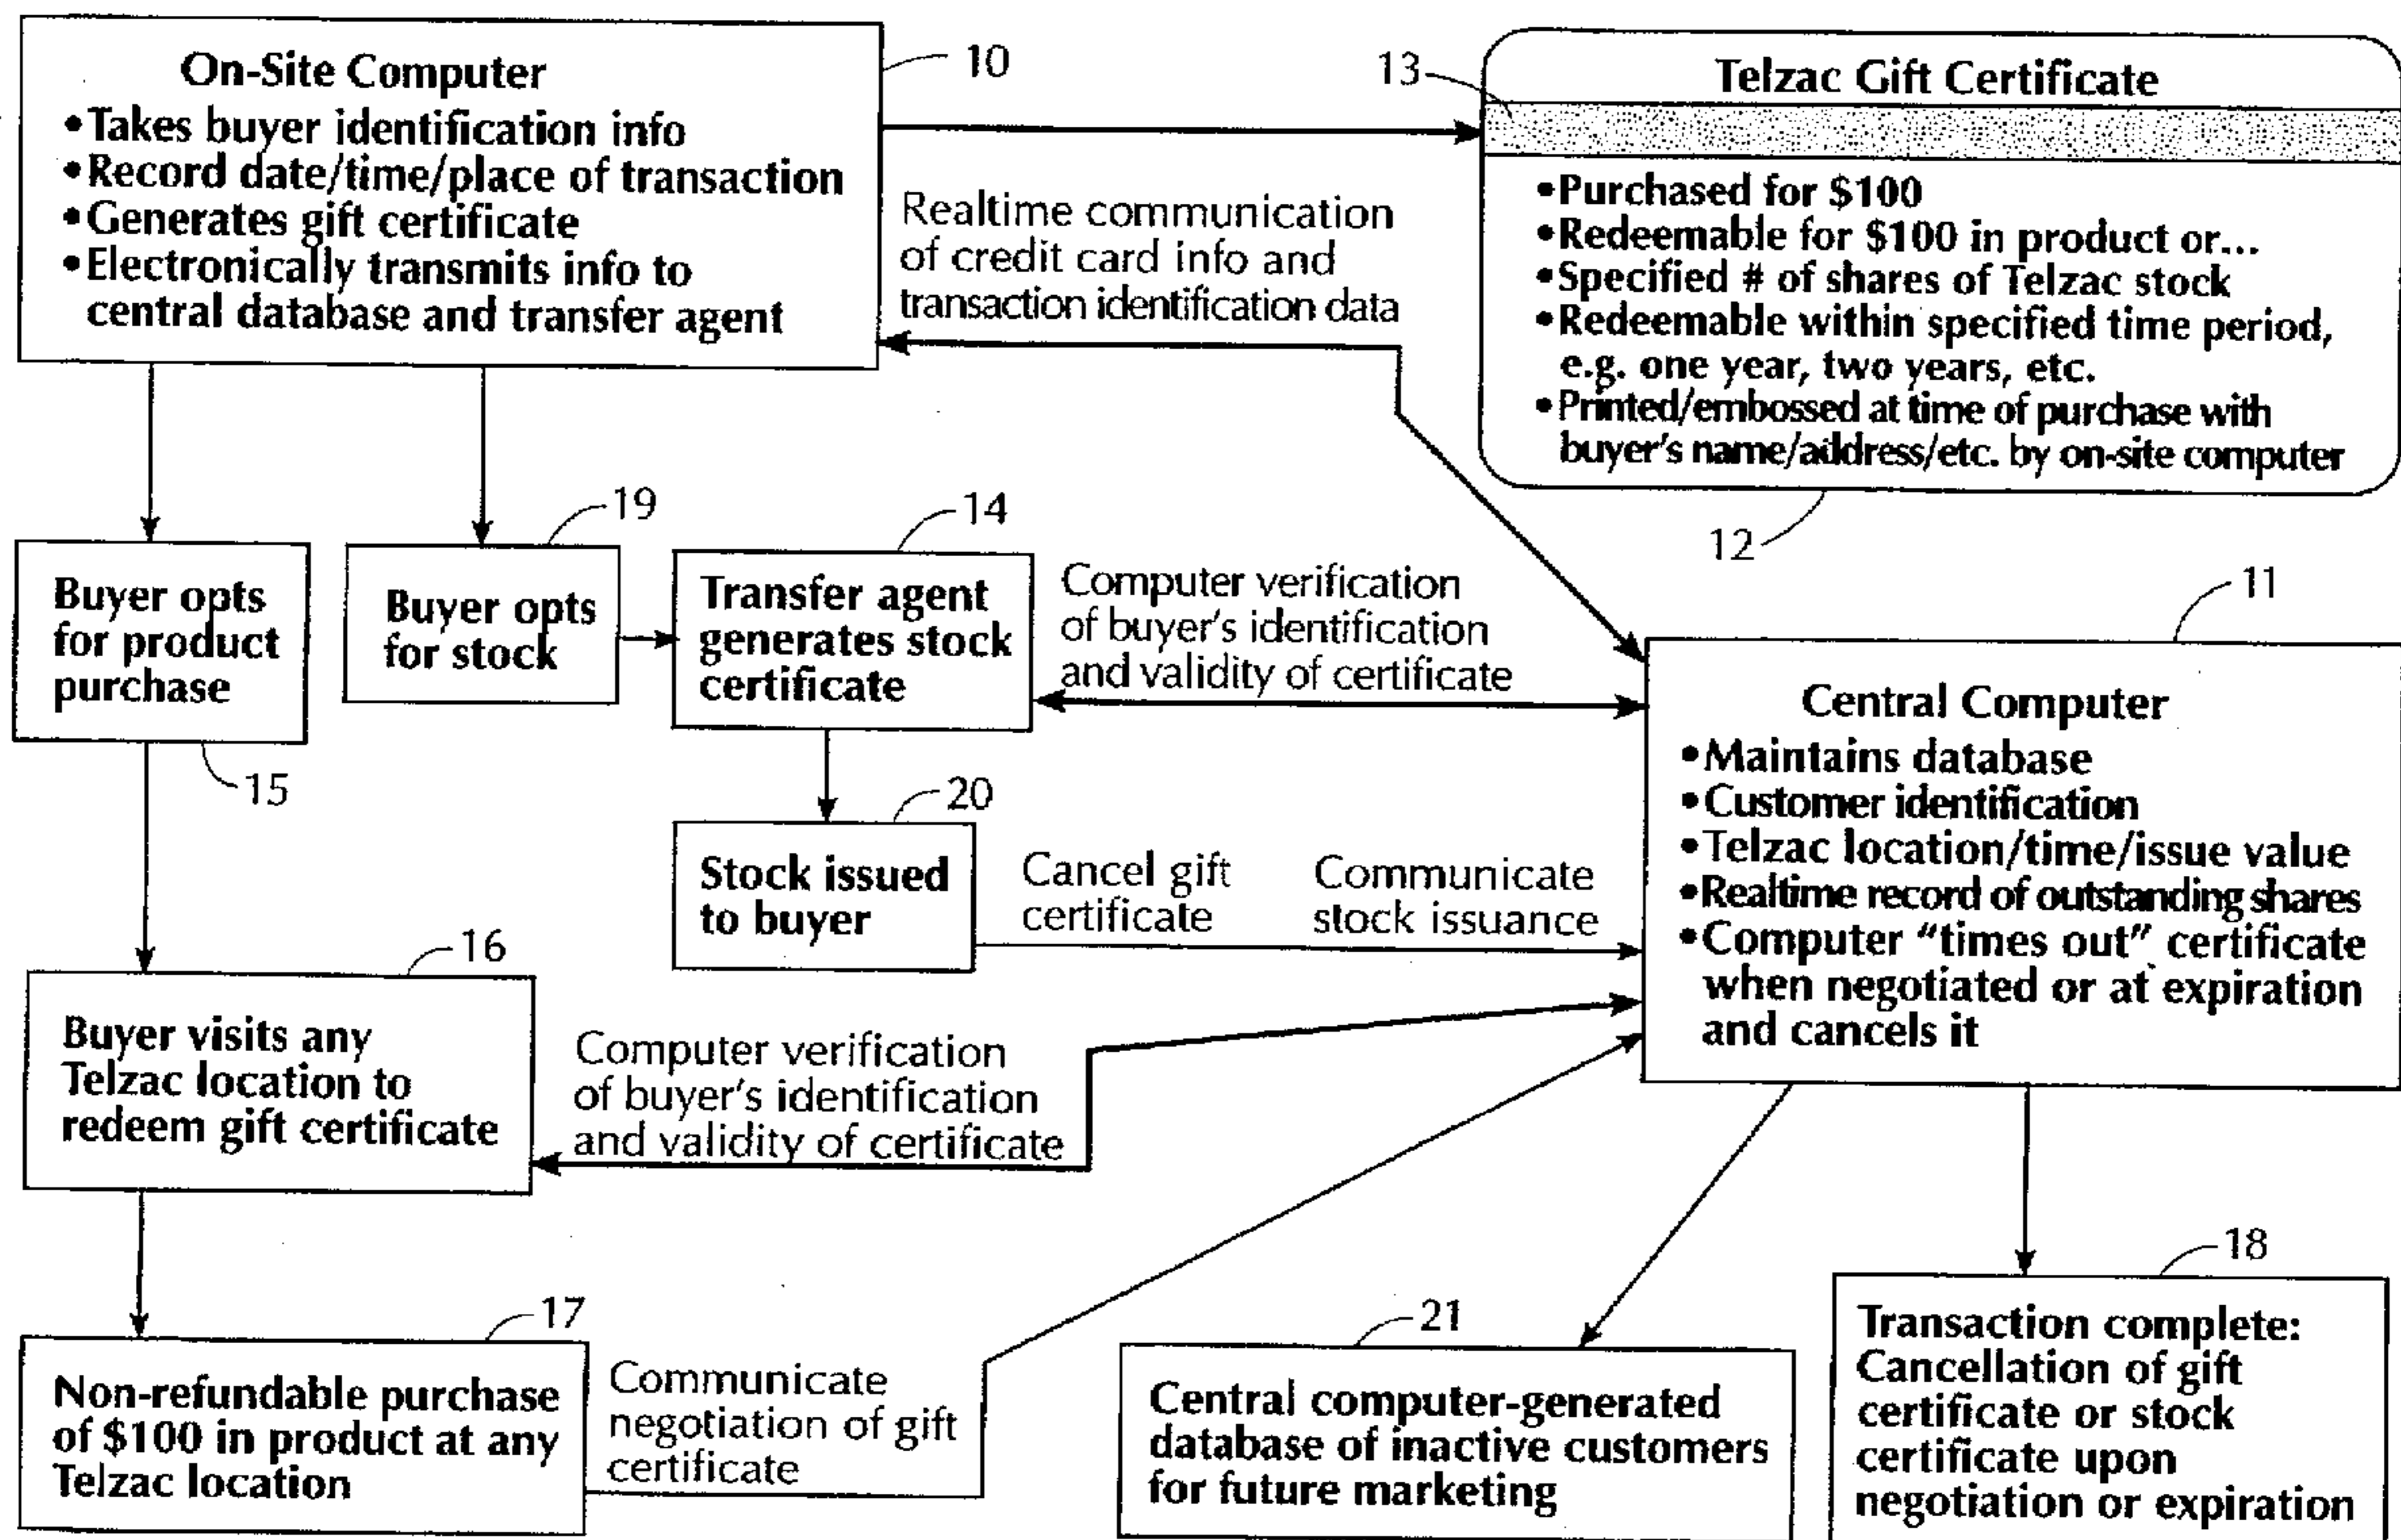 On-Site Computer
•Takes buyer identification info
•Record date/time/place of transaction
•Generates gift certificate
•Electronically transmits info to
central database and transfer agent
10
13
Telzac Gift Certificate
•Purchased for $100
•Redeemable for $100 in product or...
•Specified # of shares of Telzac stock
•Redeemable within specified time period,
e.g. one year, two years, etc.
•Printed/embossed at time of purchase with
buyer's name/address/etc. by on-site computer
12
Realtime communication
of credit card info and
transaction identification data
Buyer opts
for product
purchase
15
19
Buyer opts
for stock
14
Transfer agent
generates stock
certificate
Computer verification
of buyer's identification
and validity of certificate
11
Central Computer
•Maintains database
•Customer identification
•Telzac location/time/issue value
•Realtime record of outstanding shares
•Computer “times out” certificate
when negotiated or at expiration
and cancels it
20
Stock issued
to buyer
Cancel gift
certificate
Communicate
stock issuance
16
Buyer visits any
Telzac location to
redeem gift certificate
Computer verification
of buyer's identification
and validity of certificate
17
Non-refundable purchase
of $100 in product at any
Telzac location
Communicate
negotiation of gift
certificate
21
Central computer-generated
database of inactive customers
for future marketing
18
Transaction complete:
Cancellation of gift
certificate or stock
certificate upon
negotiation or expiration